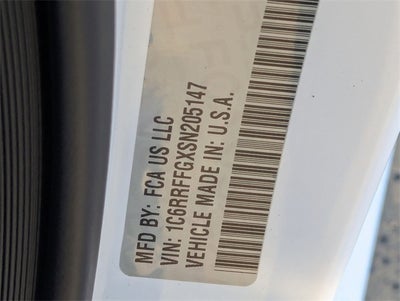 MFD BY: FCA US LLC
VIN: 1C6RRFFGXSN205147
VEHICLE MADE IN: U.S.A.